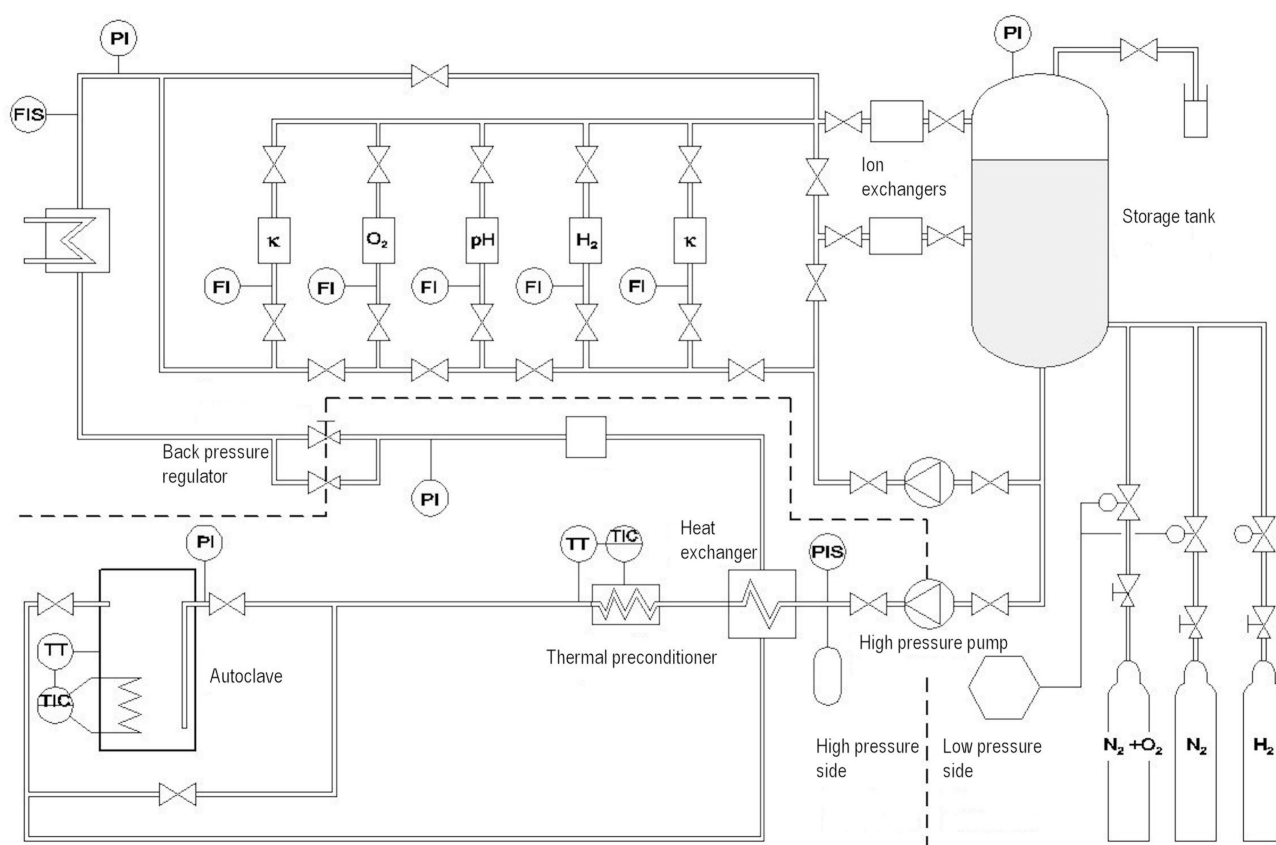 PI
PI
FIS
Ion
exchangers
Storage tank
κ
O₂
pH
H₂
κ
FI
FI
FI
FI
FI
Back pressure
regulator
PI
Heat
exchanger
PI
TT
TIC
PIS
Thermal preconditioner
High pressure pump
TT
TIC
Autoclave
High pressure
side
Low pressure
side
N₂ +O₂
N₂
H₂